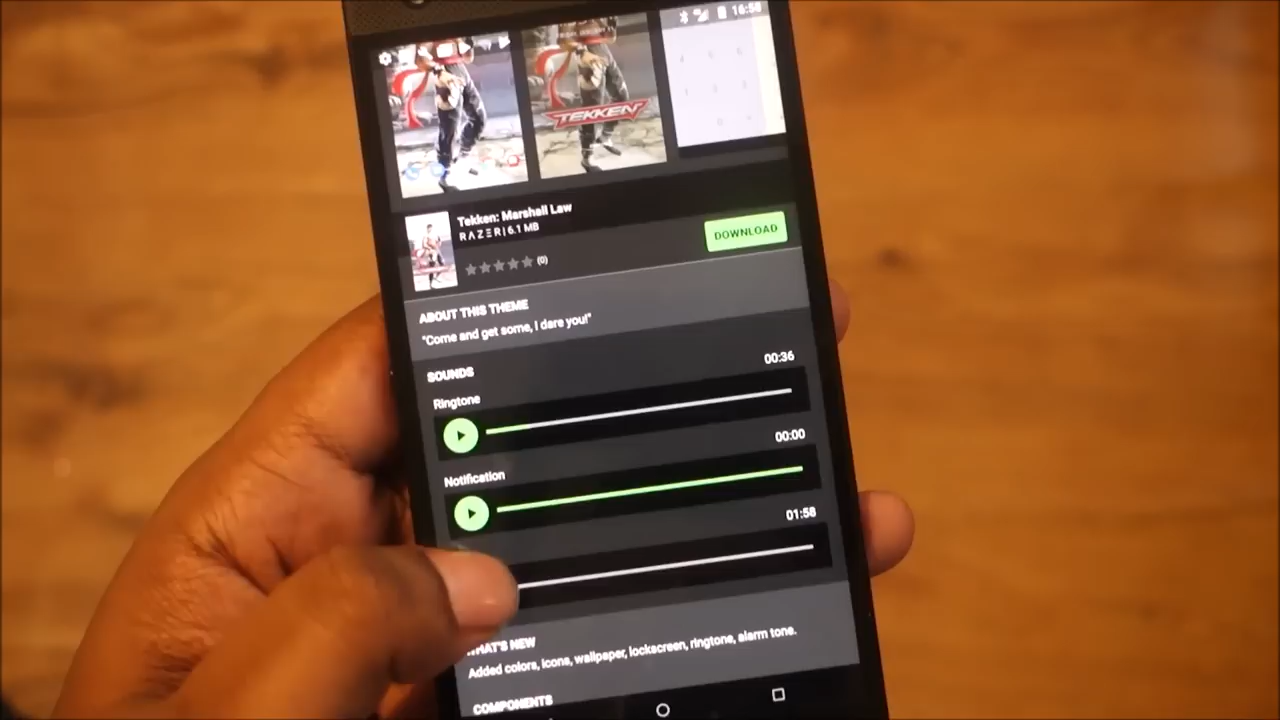 16:58
TEKKEN
Tekken: Marshall Law
RAZER | 6.1 MB
DOWNLOAD
(0)
ABOUT THIS THEME
"Come and get some, I dare you!"
SOUNDS
00:36
Ringtone
00:00
Notification
01:58
WHAT'S NEW
Added colors, icons, wallpaper, lockscreen, ringtone, alarm tone.
COMPONENTS